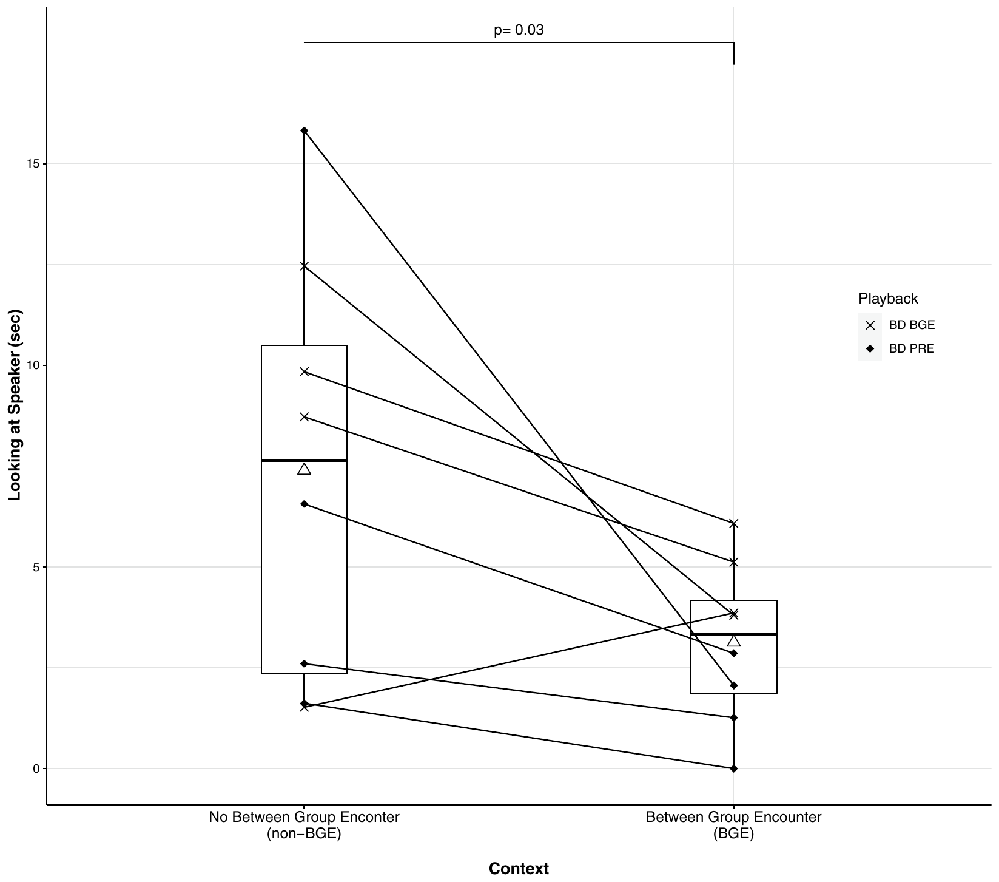 p= 0.03
15
10
5
0
Looking at Speaker (sec)
Playback
BD BGE
BD PRE
No Between Group Enconter
(non−BGE)
Between Group Encounter
(BGE)
Context